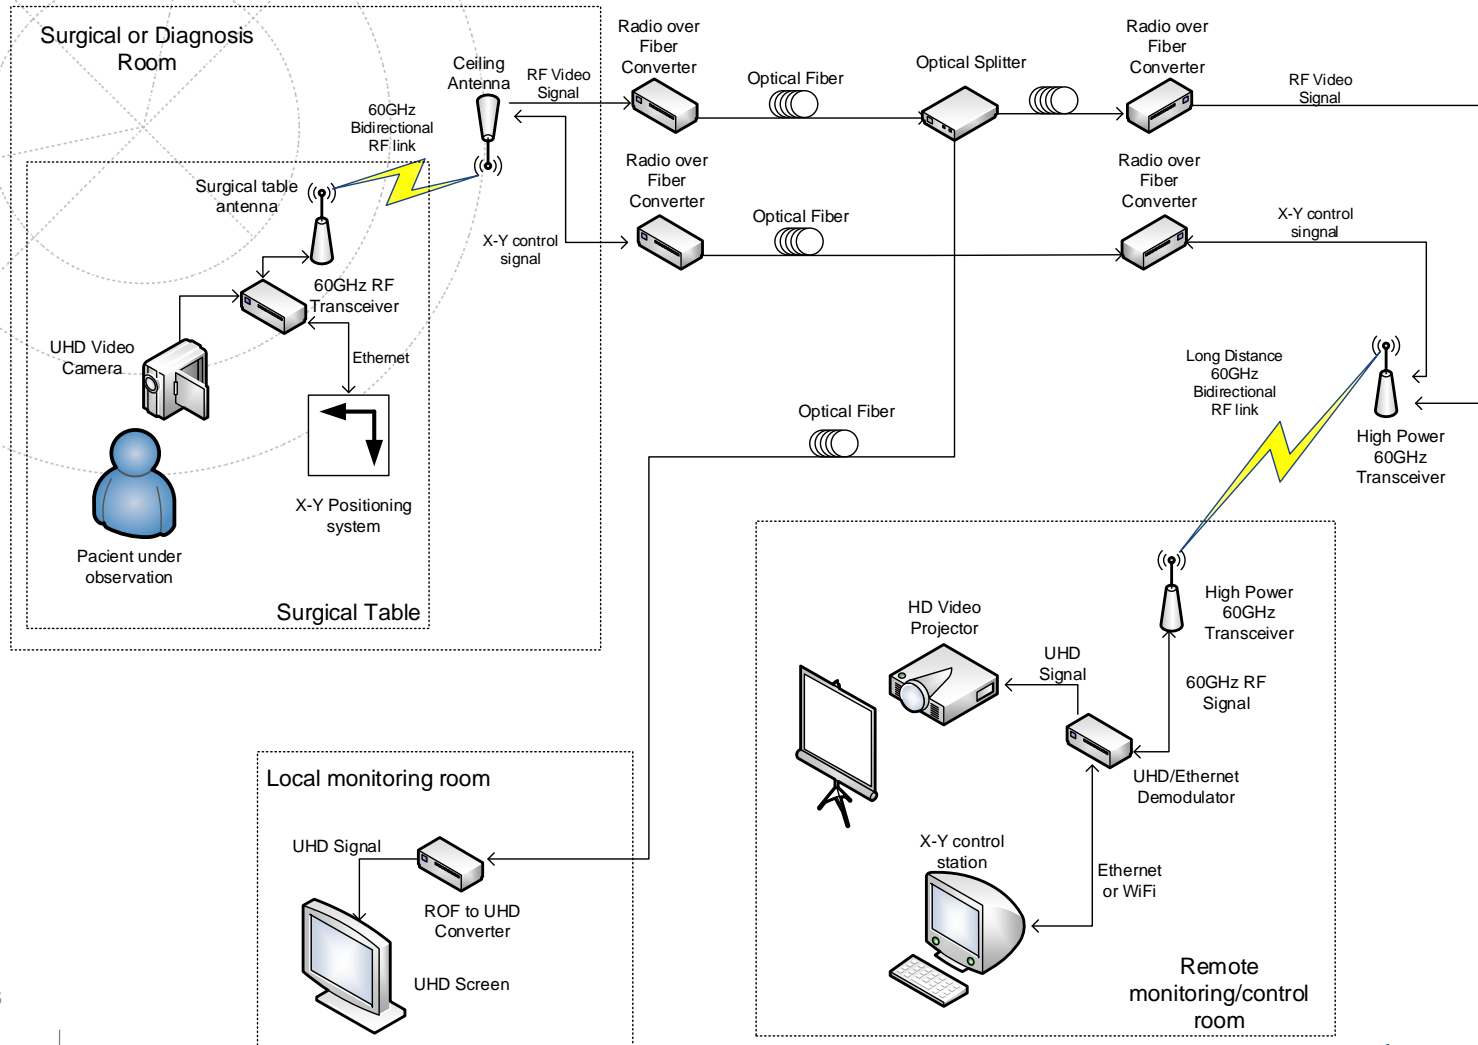 Surgical or Diagnosis
Room
Ceiling
Antenna
RF Video
Signal
Radio over
Fiber
Converter
Optical Fiber
Optical Splitter
Radio over
Fiber
Converter
RF Video
Signal
60GHz
Bidirectional
RF link
Surgical table
antenna
X-Y control
signal
Radio over
Fiber
Converter
Optical Fiber
Radio over
Fiber
Converter
X-Y control
singnal
60GHz RF
Transceiver
UHD Video
Camera
Ethernet
X-Y Positioning
system
Pacient under
observation
Surgical Table
Optical Fiber
Long Distance
60GHz
Bidirectional
RF link
High Power
60GHz
Transceiver
High Power
60GHz
Transceiver
HD Video
Projector
UHD
Signal
60GHz RF
Signal
UHD/Ethernet
Demodulator
X-Y control
station
Ethernet
or WiFi
Remote
monitoring/control
room
Local monitoring room
UHD Signal
ROF to UHD
Converter
UHD Screen